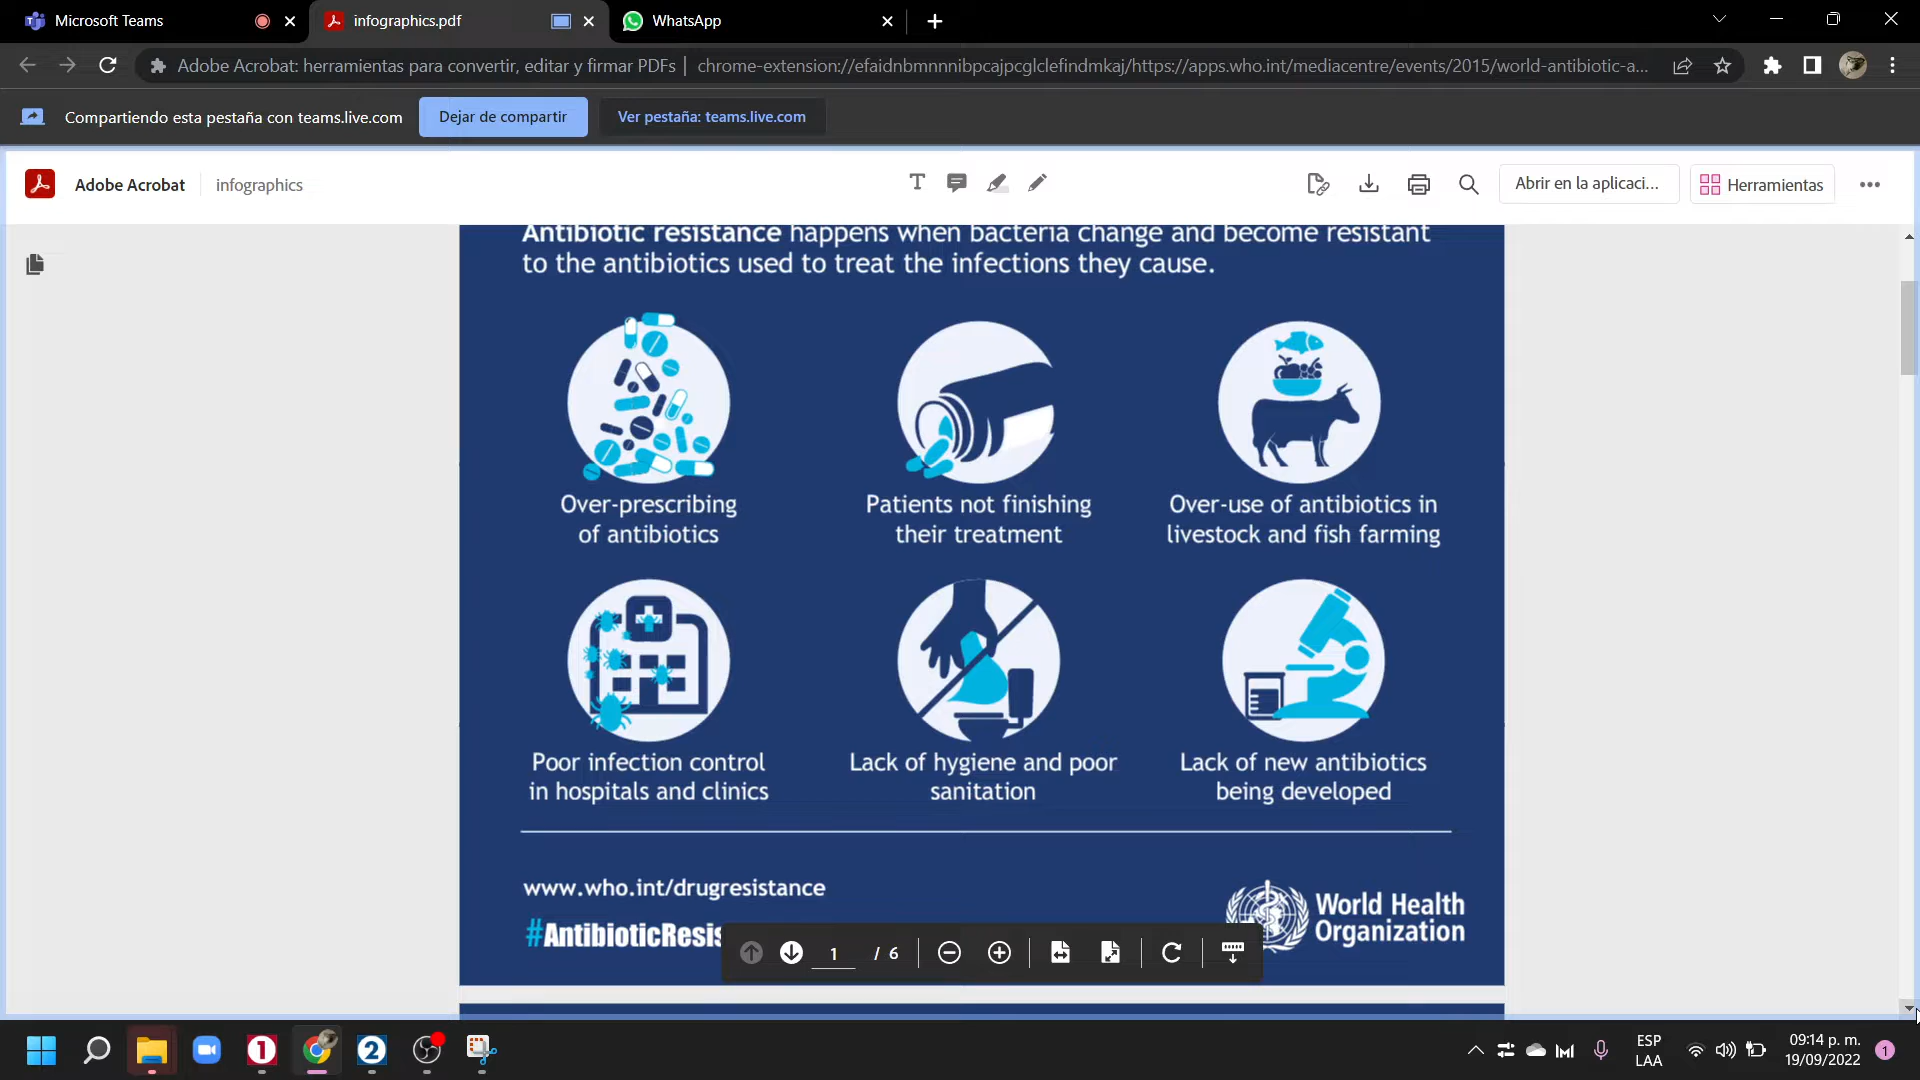 Microsoft Teams
infographics.pdf
WhatsApp
Adobe Acrobat: herramientas para convertir, editar y firmar PDFs | chrome-extension://efaidnbmnnnibpcajpcglclefindmkaj/https://apps.who.int/mediacentre/events/2015/world-antibiotic-a...
Compartiendo esta pestaña con teams.live.com
Dejar de compartir
Ver pestaña: teams.live.com
Adobe Acrobat
infographics
Abrir en la aplicaci...
Herramientas
Antibiotic resistance happens when bacteria change and become resistant
to the antibiotics used to treat the infections they cause.
Over-prescribing
of antibiotics
Patients not finishing
their treatment
Over-use of antibiotics in
livestock and fish farming
Poor infection control
in hospitals and clinics
Lack of hygiene and poor
sanitation
Lack of new antibiotics
being developed
www.who.int/drugresistance
#AntibioticResis
World Health
Organization
1 / 6
1
2
ESP
LAA
09:14 p. m.
19/09/2022
1